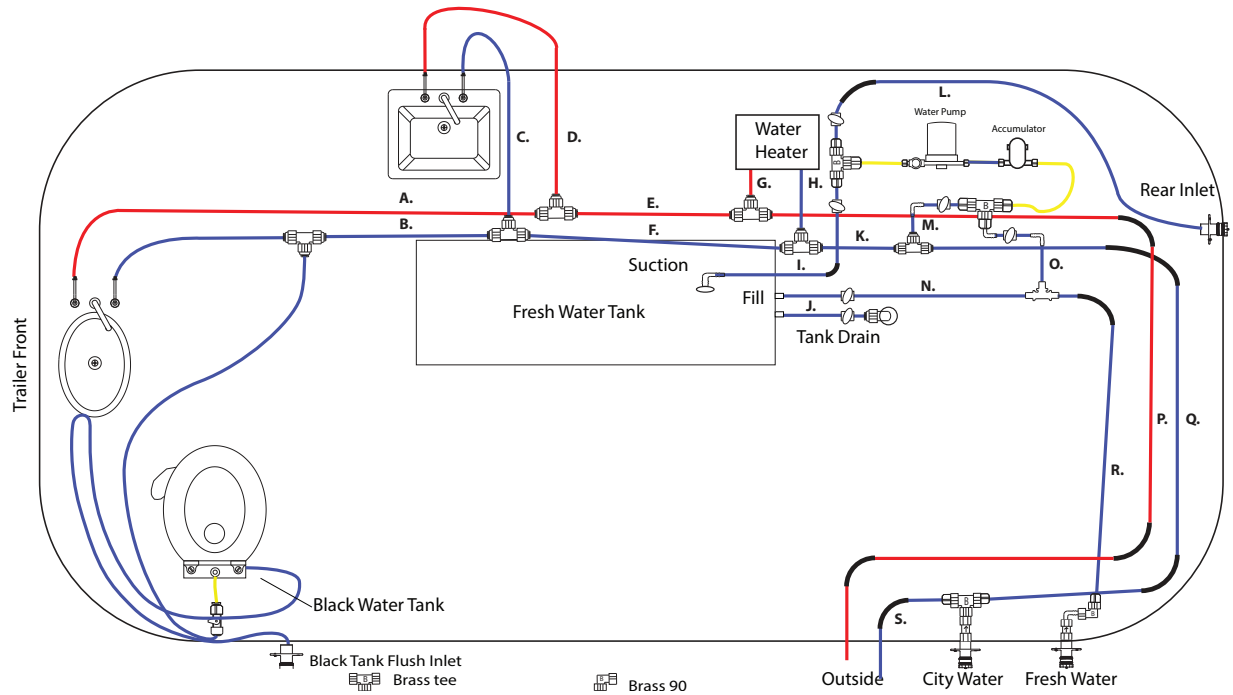 L.
Water Pump
Accumulator
Water
Heater
C.
D.
G.
H.
Rear Inlet
A.
E.
B
B
B.
F.
K.
M.
Suction
I.
O.
Fill
N.
Fresh Water Tank
J.
Tank Drain
Trailer Front
P.
Q.
R.
Black Water Tank
S.
B
B
Black Tank Flush Inlet
Outside
City Water
Fresh Water
B
Brass tee
B
Brass 90